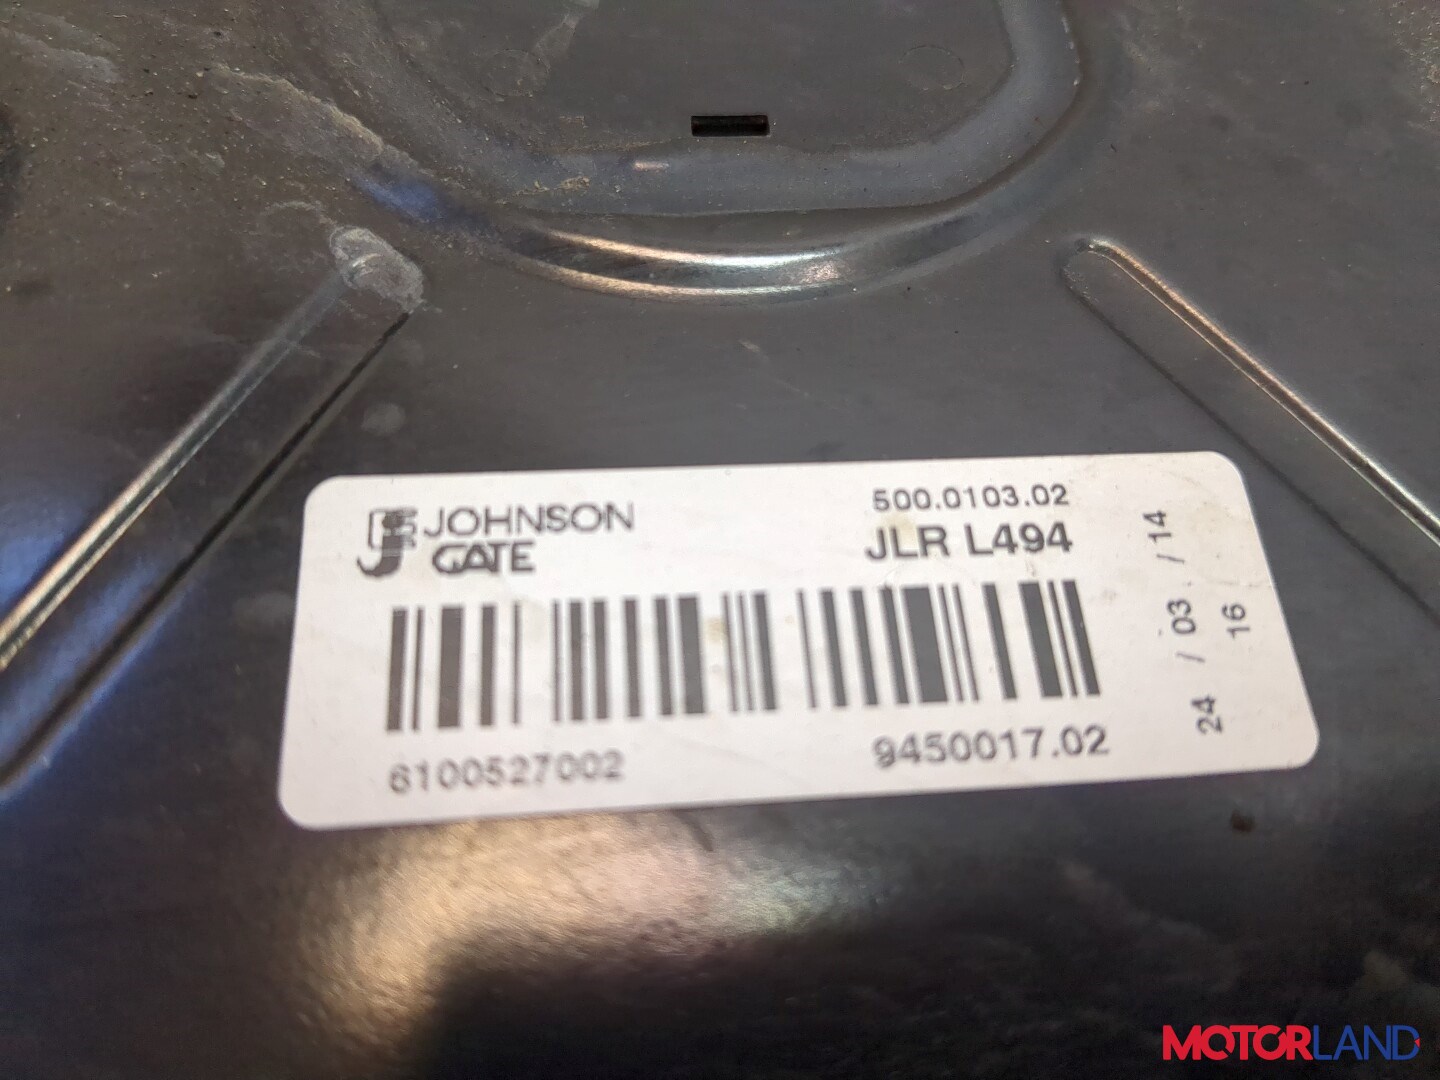 JOHNSON
GATE
500.0103.02
JLR L494
6100527002
9450017.02
24 / 03 / 14
16
MOTORLAND